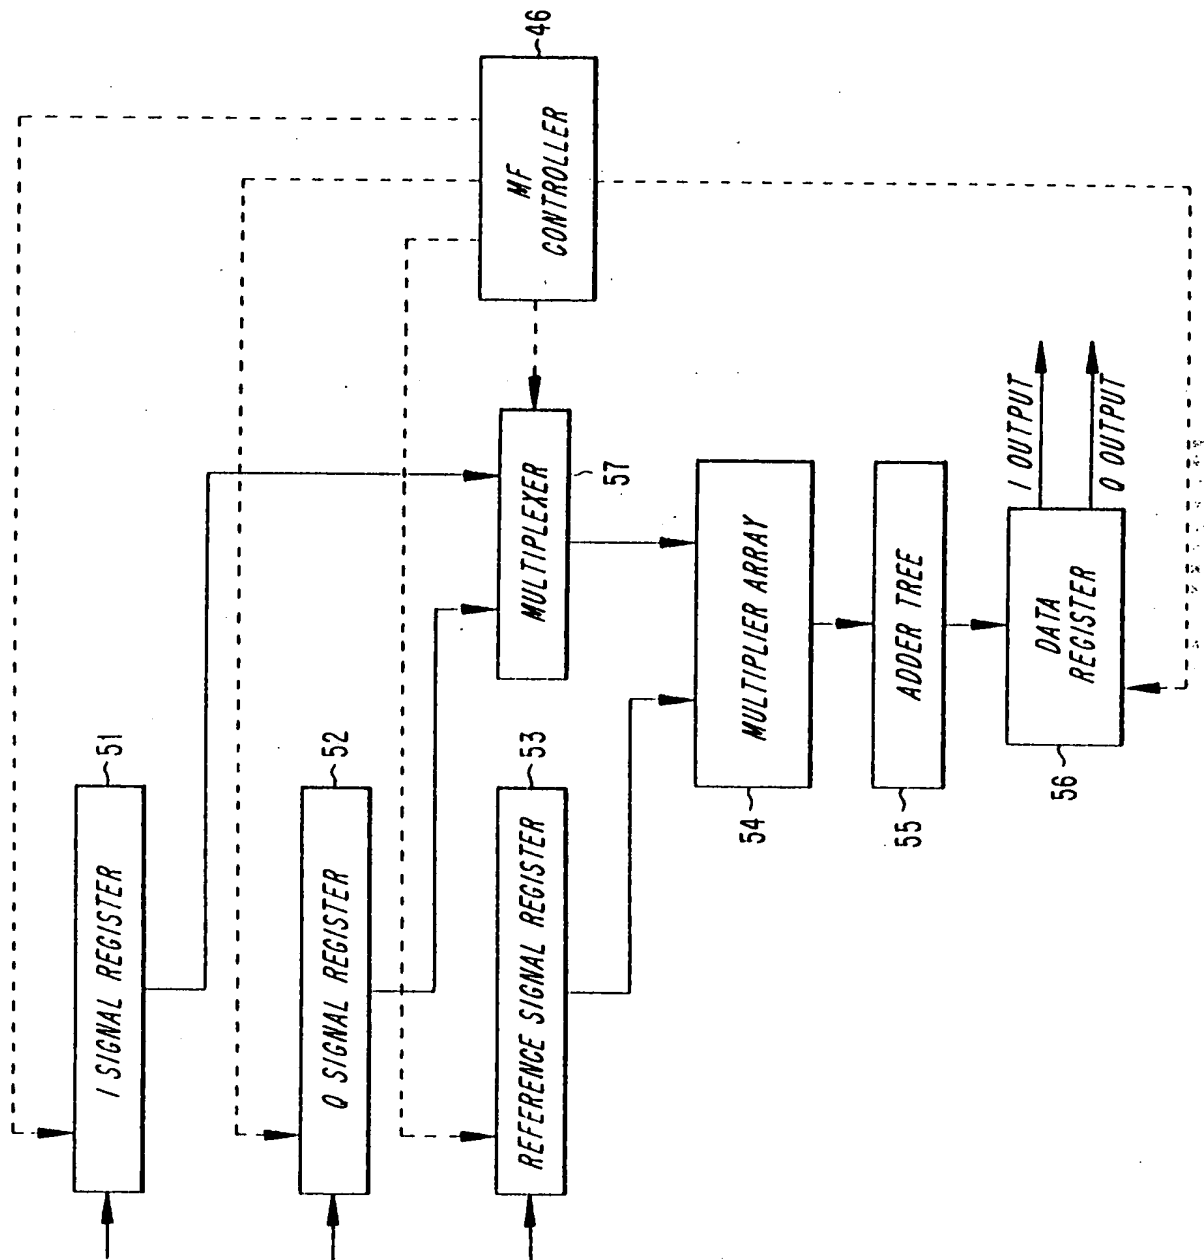 I SIGNAL REGISTER
51
Q SIGNAL REGISTER
52
REFERENCE SIGNAL REGISTER
53
MF
CONTROLLER
46
MULTIPLEXER
57
MULTIPLIER ARRAY
54
ADDER TREE
55
DATA
REGISTER
56
I OUTPUT
Q OUTPUT